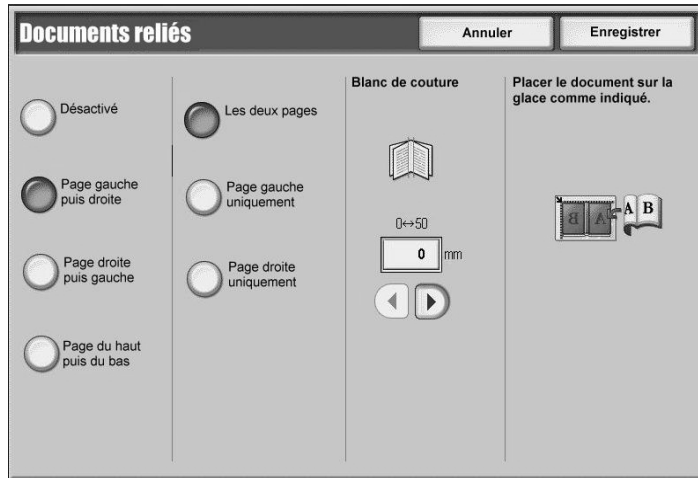 Documents reliés
Annuler
Enregistrer
Désactivé
Page gauche
puis droite
Page droite
puis gauche
Page du haut
puis du bas
Les deux pages
Page gauche
uniquement
Page droite
uniquement
Blanc de couture
0↔50
0 mm
Placer le document sur la
glace comme indiqué.
B A
A B